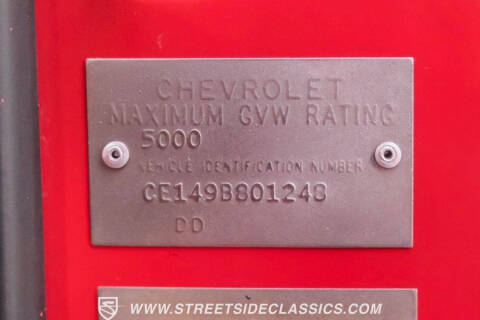 CHEVROLET
MAXIMUM GVW RATING
5000
VEHICLE IDENTIFICATION NUMBER
CE149B801248
DD
WWW.STREETSIDECLASSICS.COM